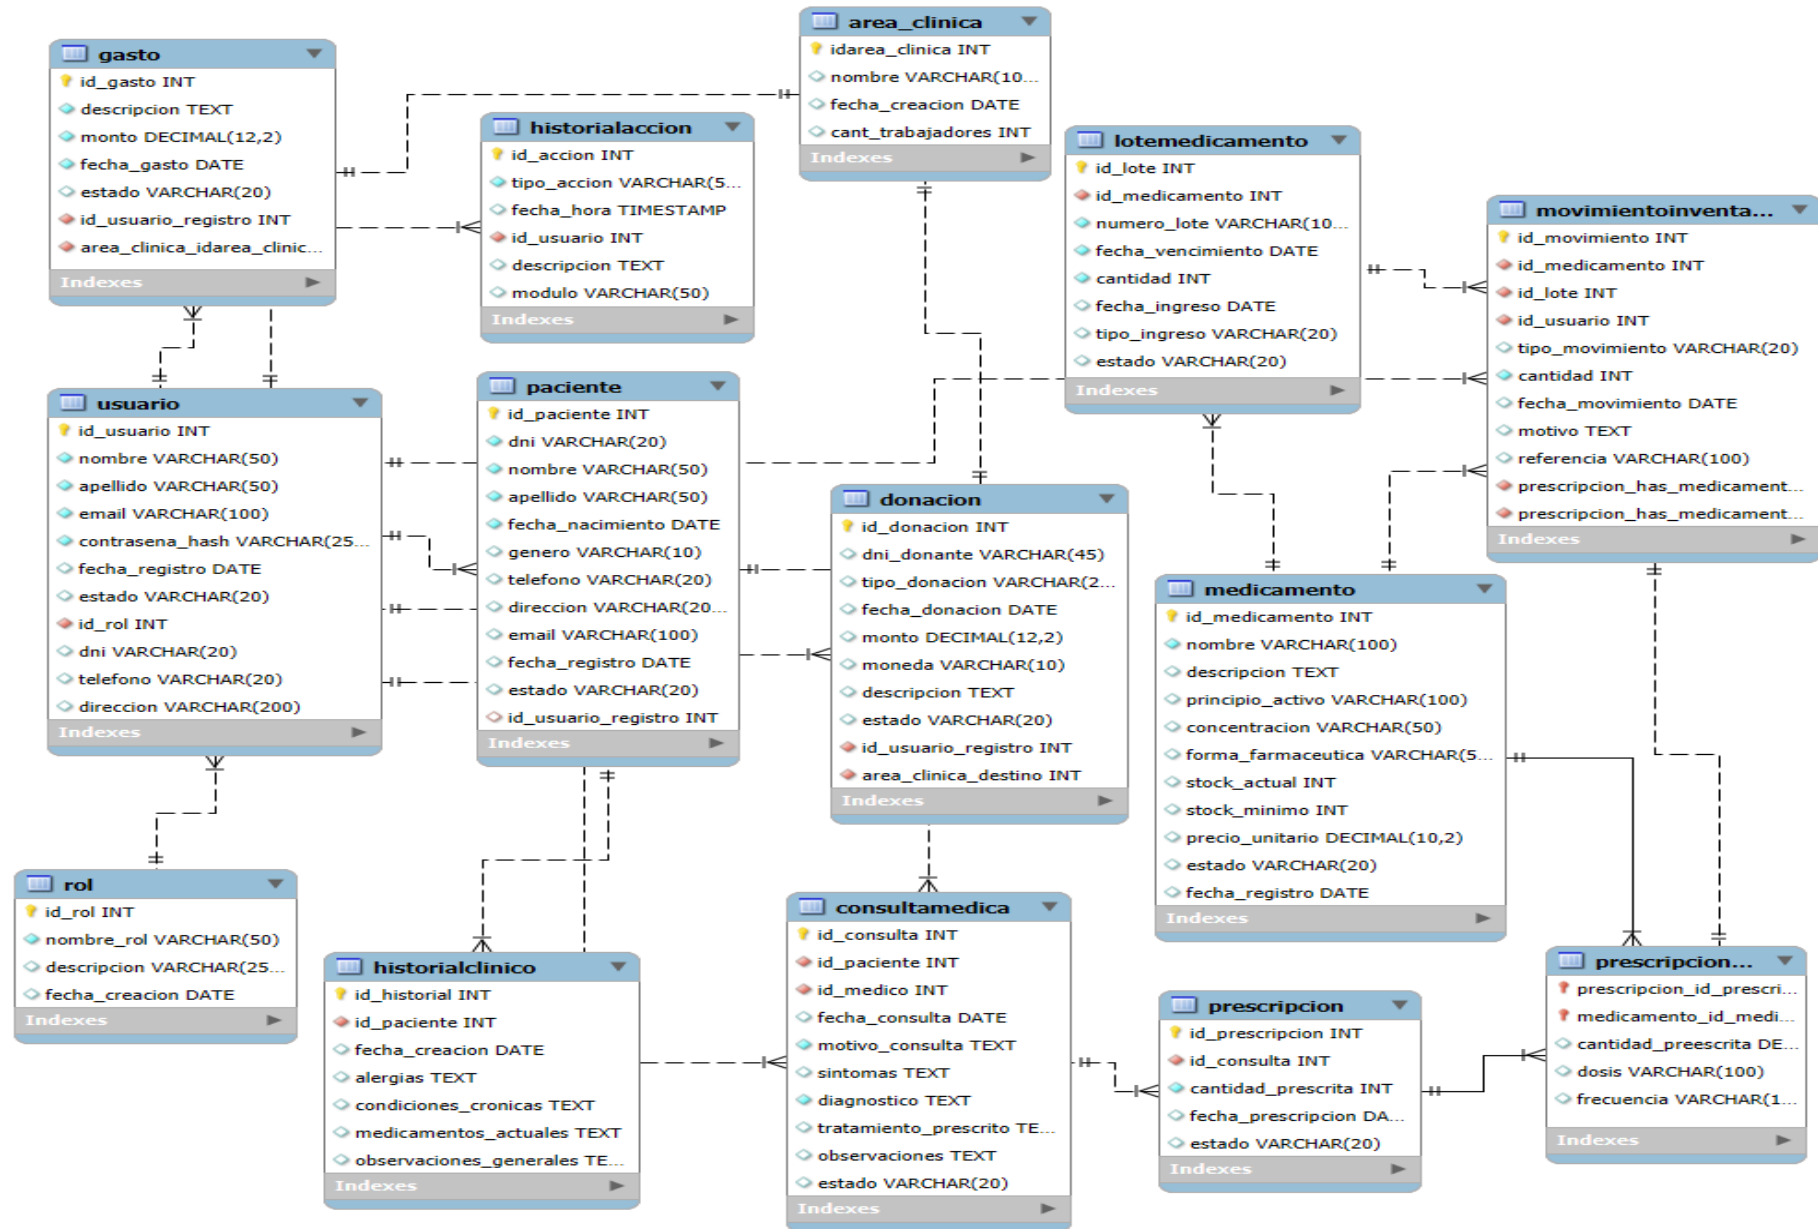 gasto
id_gasto INT
descripcion TEXT
monto DECIMAL(12,2)
fecha_gasto DATE
estado VARCHAR(20)
id_usuario_registro INT
area_clinica_idarea_clinic...
Indexes
area_clinica
idarea_clinica INT
nombre VARCHAR(10...
fecha_creacion DATE
cant_trabajadores INT
Indexes
historialaccion
id_accion INT
tipo_accion VARCHAR(5...
fecha_hora TIMESTAMP
id_usuario INT
descripcion TEXT
modulo VARCHAR(50)
Indexes
lotemedicamento
id_lote INT
id_medicamento INT
numero_lote VARCHAR(10...
fecha_vencimiento DATE
cantidad INT
fecha_ingreso DATE
tipo_ingreso VARCHAR(20)
estado VARCHAR(20)
Indexes
movimientoinventa...
id_movimiento INT
id_medicamento INT
id_lote INT
id_usuario INT
tipo_movimiento VARCHAR(20)
cantidad INT
fecha_movimiento DATE
motivo TEXT
referencia VARCHAR(100)
prescripcion_has_medicament...
prescripcion_has_medicament...
Indexes
usuario
id_usuario INT
nombre VARCHAR(50)
apellido VARCHAR(50)
email VARCHAR(100)
contrasena_hash VARCHAR(25...
fecha_registro DATE
estado VARCHAR(20)
id_rol INT
dni VARCHAR(20)
telefono VARCHAR(20)
direccion VARCHAR(200)
Indexes
paciente
id_paciente INT
dni VARCHAR(20)
nombre VARCHAR(50)
apellido VARCHAR(50)
fecha_nacimiento DATE
genero VARCHAR(10)
telefono VARCHAR(20)
direccion VARCHAR(20...
email VARCHAR(100)
fecha_registro DATE
estado VARCHAR(20)
id_usuario_registro INT
Indexes
donacion
id_donacion INT
dni_donante VARCHAR(45)
tipo_donacion VARCHAR(2...
fecha_donacion DATE
monto DECIMAL(12,2)
moneda VARCHAR(10)
descripcion TEXT
estado VARCHAR(20)
id_usuario_registro INT
area_clinica_destino INT
Indexes
medicamento
id_medicamento INT
nombre VARCHAR(100)
descripcion TEXT
principio_activo VARCHAR(100)
concentracion VARCHAR(50)
forma_farmaceutica VARCHAR(5...
stock_actual INT
stock_minimo INT
precio_unitario DECIMAL(10,2)
estado VARCHAR(20)
fecha_registro DATE
Indexes
rol
id_rol INT
nombre_rol VARCHAR(50)
descripcion VARCHAR(25...
fecha_creacion DATE
Indexes
historialclinico
id_historial INT
id_paciente INT
fecha_creacion DATE
alergias TEXT
condiciones_cronicas TEXT
medicamentos_actuales TEXT
observaciones_generales TE...
Indexes
consultamedica
id_consulta INT
id_paciente INT
id_medico INT
fecha_consulta DATE
motivo_consulta TEXT
sintomas TEXT
diagnostico TEXT
tratamiento_prescrito TE...
observaciones TEXT
estado VARCHAR(20)
Indexes
prescripcion
id_prescripcion INT
id_consulta INT
cantidad_prescrita INT
fecha_prescripcion DA...
estado VARCHAR(20)
Indexes
prescripcion...
prescripcion_id_prescri...
medicamento_id_medi...
cantidad_preescrita DE...
dosis VARCHAR(100)
frecuencia VARCHAR(1...
Indexes